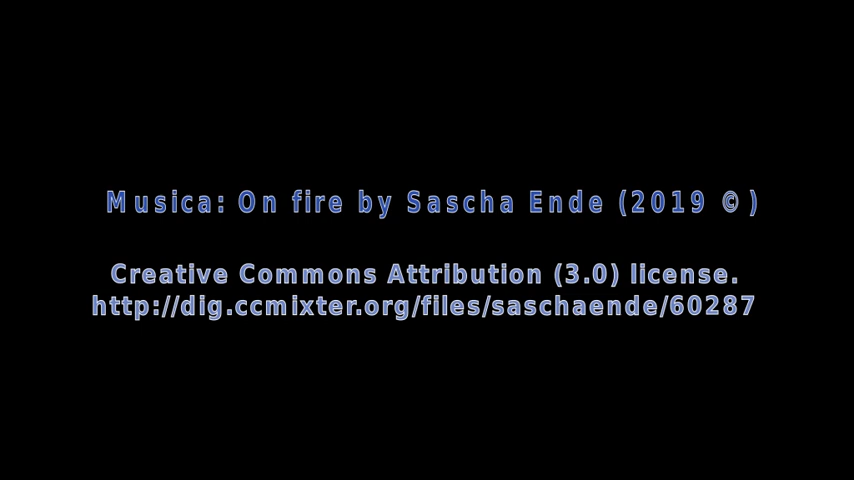 Musica: On fire by Sascha Ende (2019 ©)
Creative Commons Attribution (3.0) license.
http://dig.ccmixter.org/files/saschaende/60287